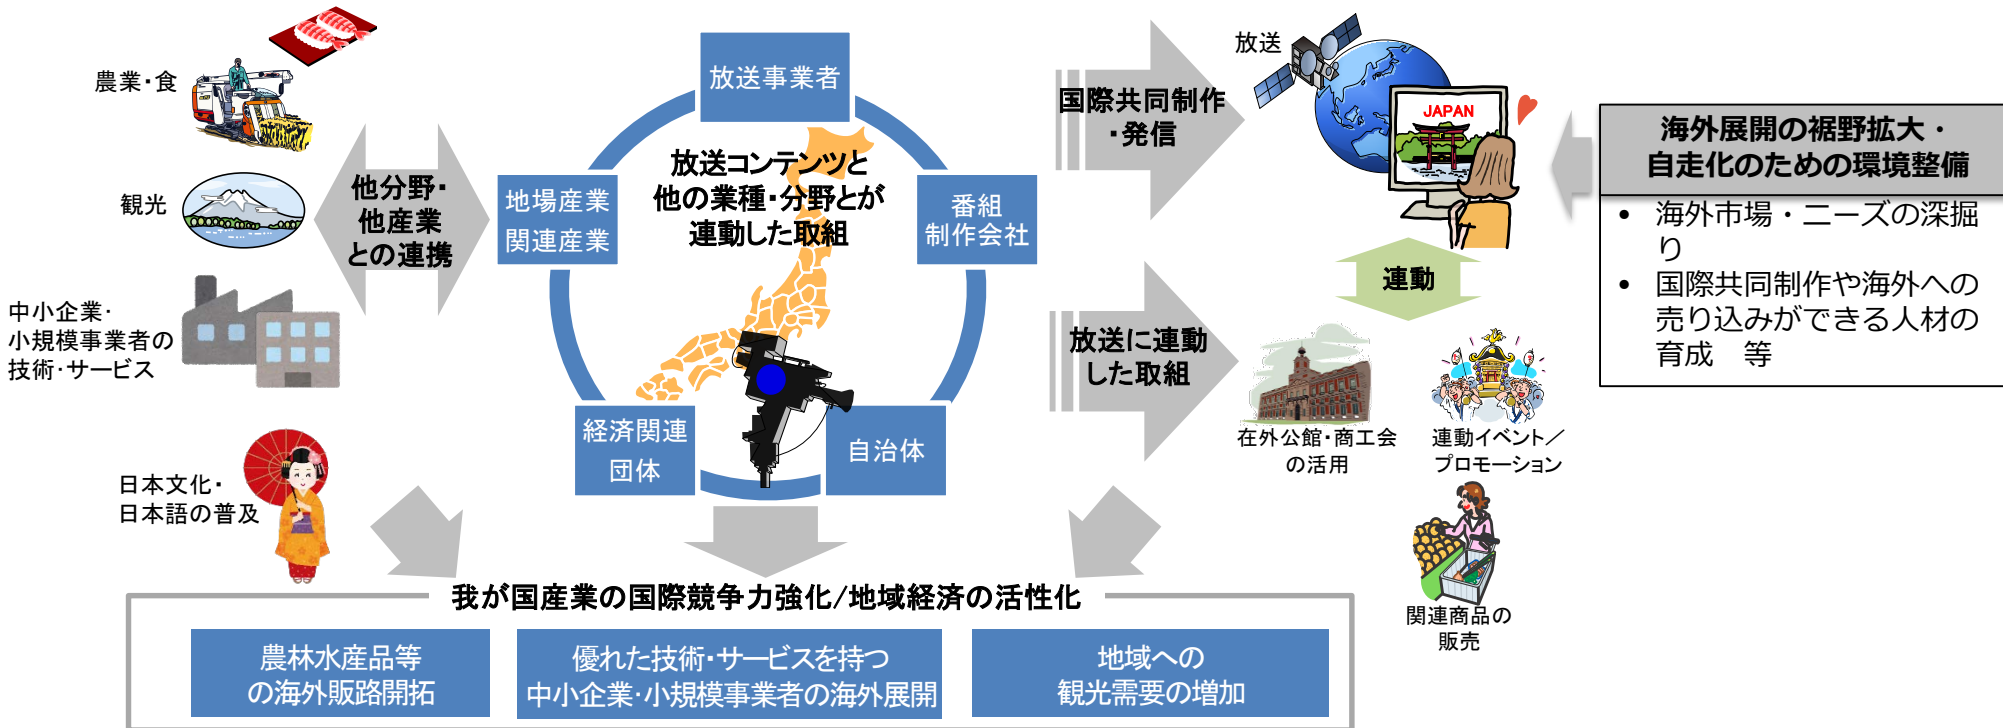 農業・食
観光
中小企業・
小規模事業者の
技術・サービス
日本文化・
日本語の普及
他分野・
他産業
との連携
放送事業者
地場産業
関連産業
番組
制作会社
経済関連
団体
自治体
放送コンテンツと
他の業種・分野とが
連動した取組
国際共同制作
・発信
放送に連動
した取組
放送
JAPAN
連動
在外公館・商工会
の活用
連動イベント／
プロモーション
関連商品の
販売
海外展開の裾野拡大・
自走化のための環境整備
• 海外市場・ニーズの深掘
り
• 国際共同制作や海外への
売り込みができる人材の
育成　等
我が国産業の国際競争力強化/地域経済の活性化
農林水産品等
の海外販路開拓
優れた技術・サービスを持つ
中小企業・小規模事業者の海外展開
地域への
観光需要の増加